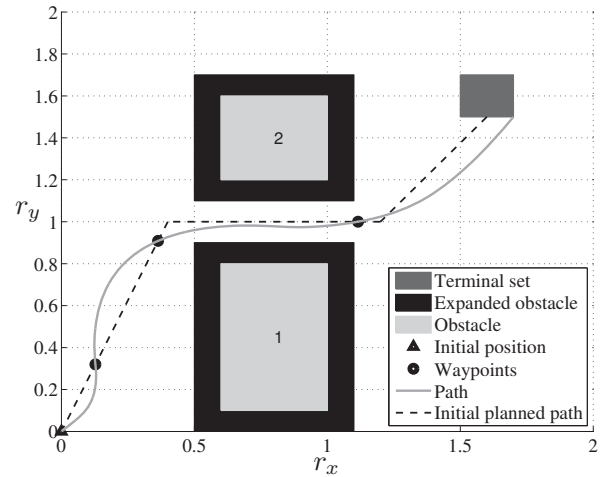 2
1.8
1.6
1.4
1.2
1
0.8
0.6
0.4
0.2
0
r_y
2
1
Terminal set
Expanded obstacle
Obstacle
Initial position
Waypoints
Path
Initial planned path
0 0.5 1 1.5 2
r_x